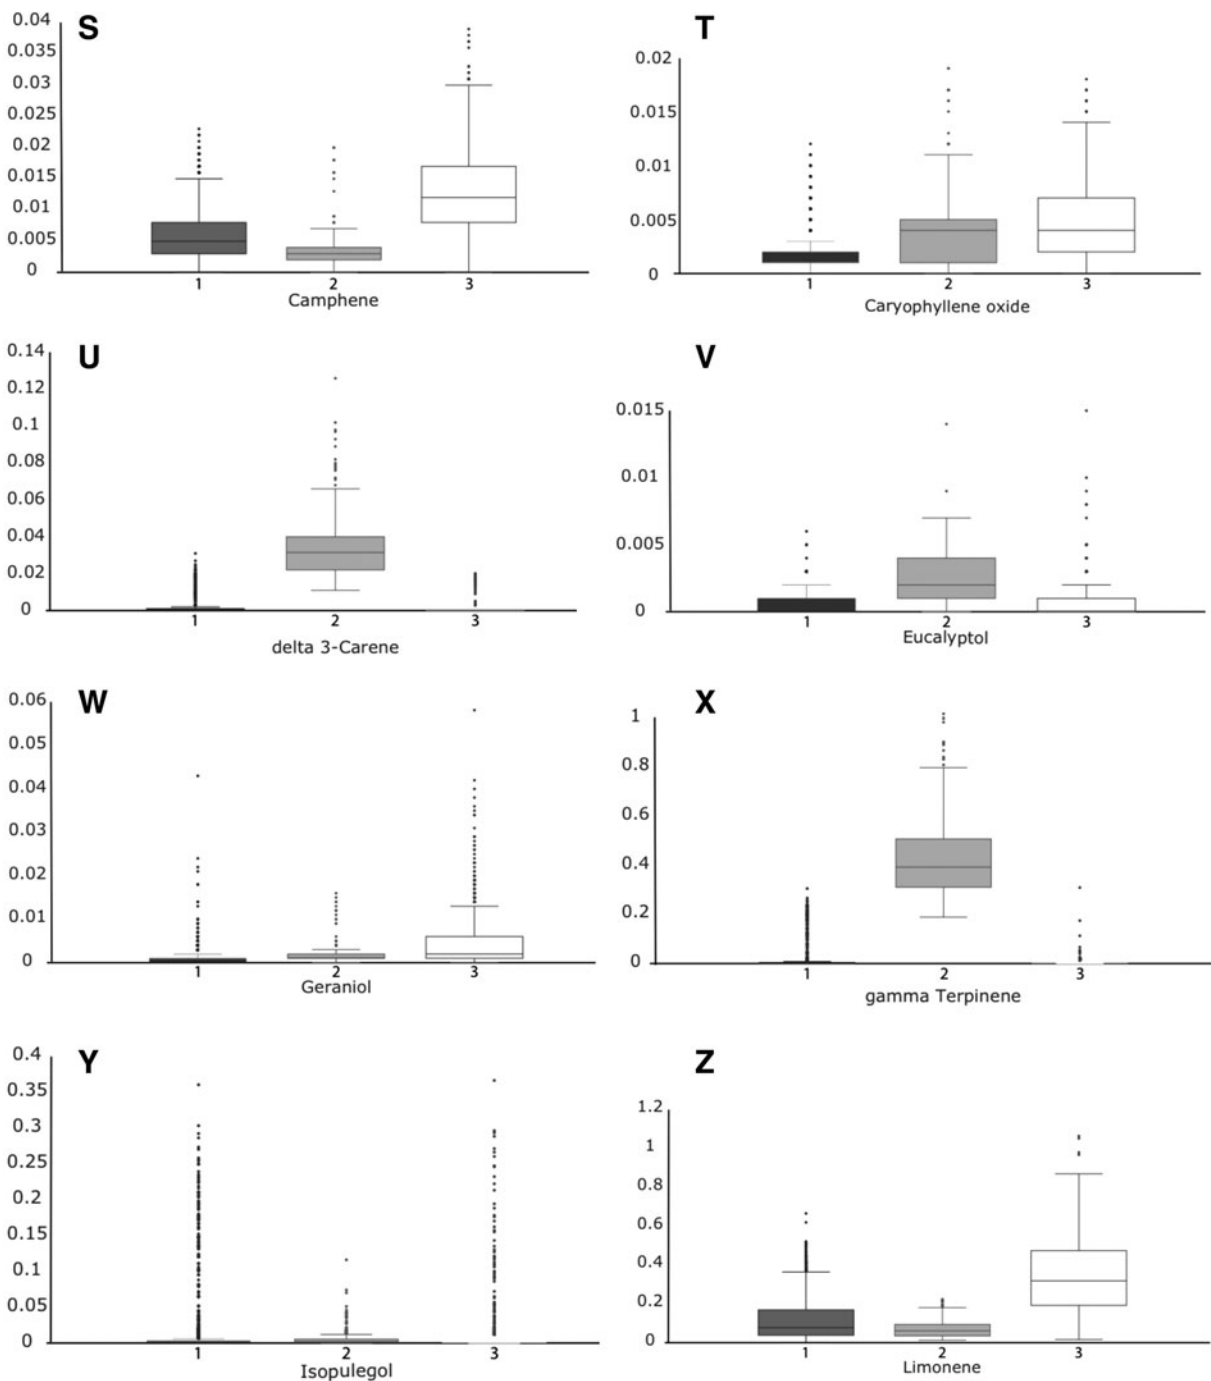 S
0.04
0.035
0.03
0.025
0.02
0.015
0.01
0.005
0
1 2 3
Camphene
T
0.02
0.015
0.01
0.005
0
1 2 3
Caryophyllene oxide
U
0.14
0.12
0.1
0.08
0.06
0.04
0.02
0
1 2 3
delta 3-Carene
V
0.015
0.01
0.005
0
1 2 3
Eucalyptol
W
0.06
0.05
0.04
0.03
0.02
0.01
0
1 2 3
Geraniol
X
1
0.8
0.6
0.4
0.2
0
1 2 3
gamma Terpinene
Y
0.4
0.35
0.3
0.25
0.2
0.15
0.1
0.05
0
1 2 3
Isopulegol
Z
1.2
1
0.8
0.6
0.4
0.2
0
1 2 3
Limonene